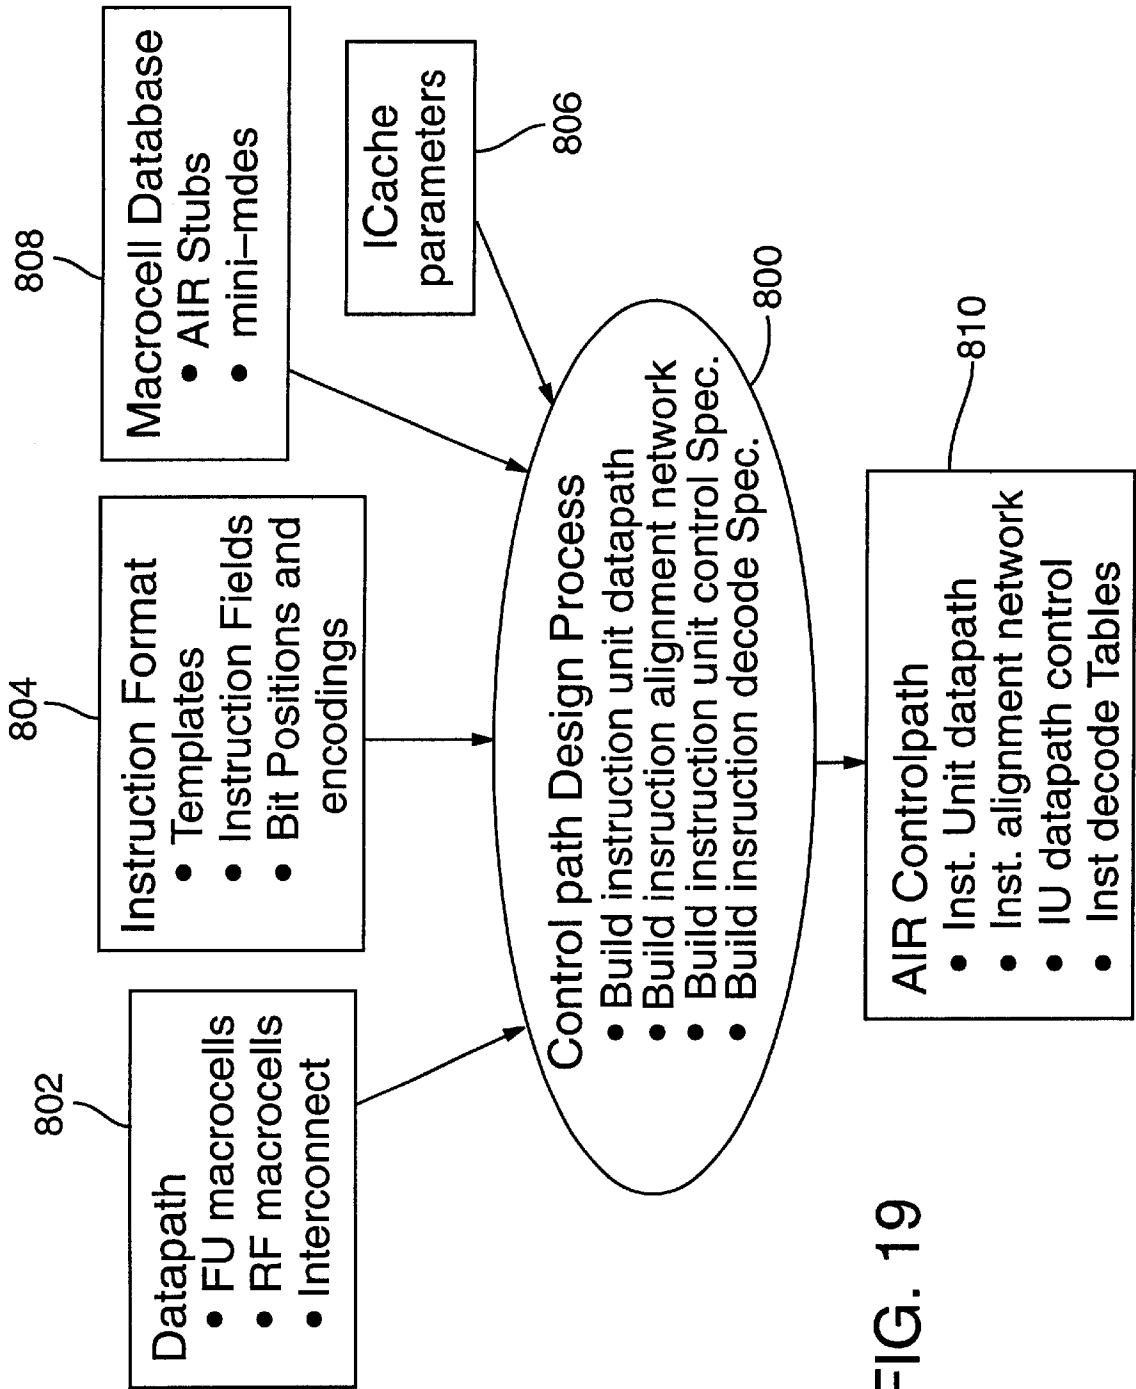 802
Datapath
• FU macrocells
• RF macrocells
• Interconnect
804
Instruction Format
• Templates
• Instruction Fields
• Bit Positions and
encodings
808
Macrocell Database
• AIR Stubs
• mini–mdes
806
ICache
parameters
800
Control path Design Process
• Build instruction unit datapath
• Build insruction alignment network
• Build instruction unit control Spec.
• Build insruction decode Spec.
810
AIR Controlpath
• Inst. Unit datapath
• Inst. alignment network
• IU datapath control
• Inst decode Tables
FIG. 19